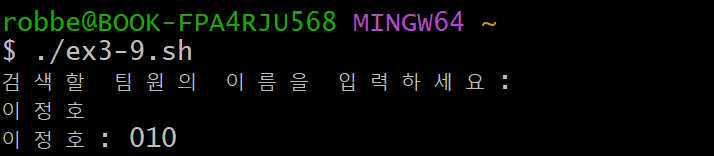 robbe@BOOK-FPA4RJU568 MINGW64 ~
$ ./ex3-9.sh
검색할 팀원의 이름을 입력하세요 :
이정호
이정호 : 010